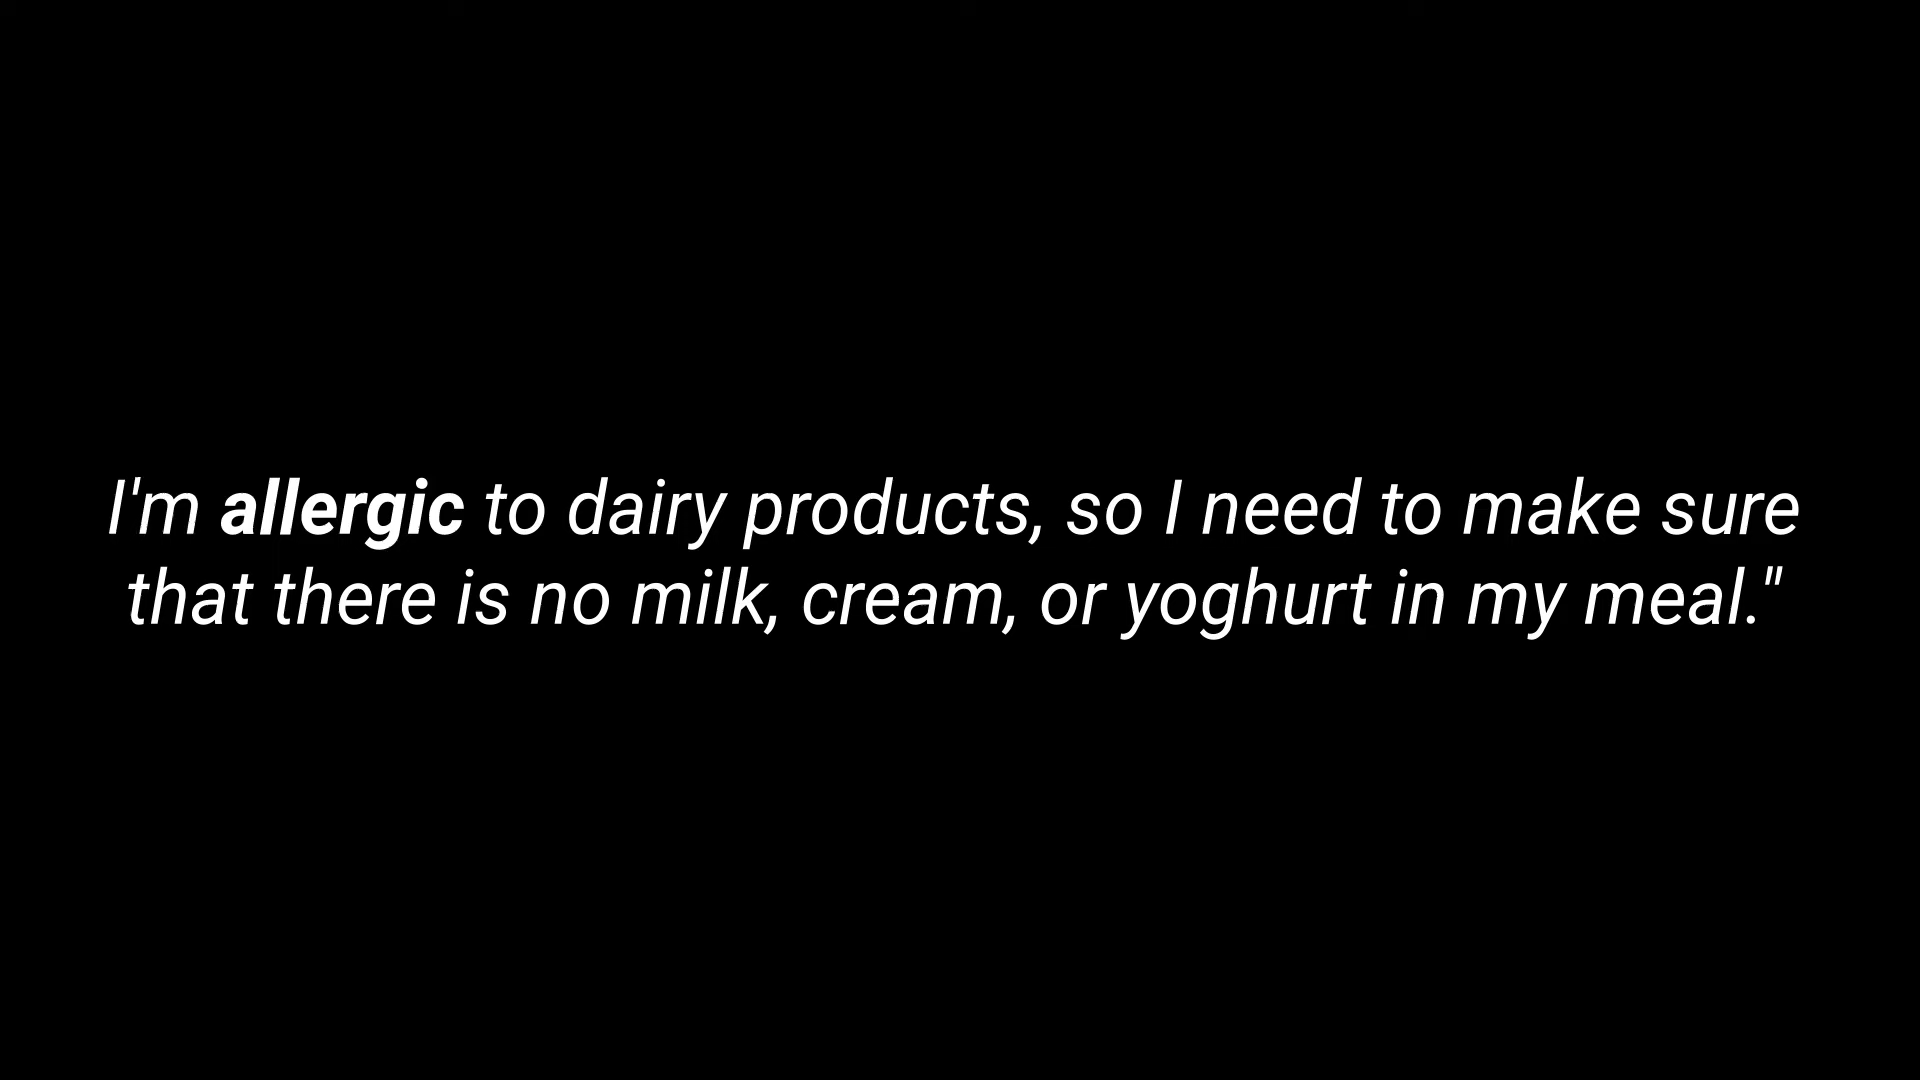 I'm allergic to dairy products, so I need to make sure
that there is no milk, cream, or yoghurt in my meal."